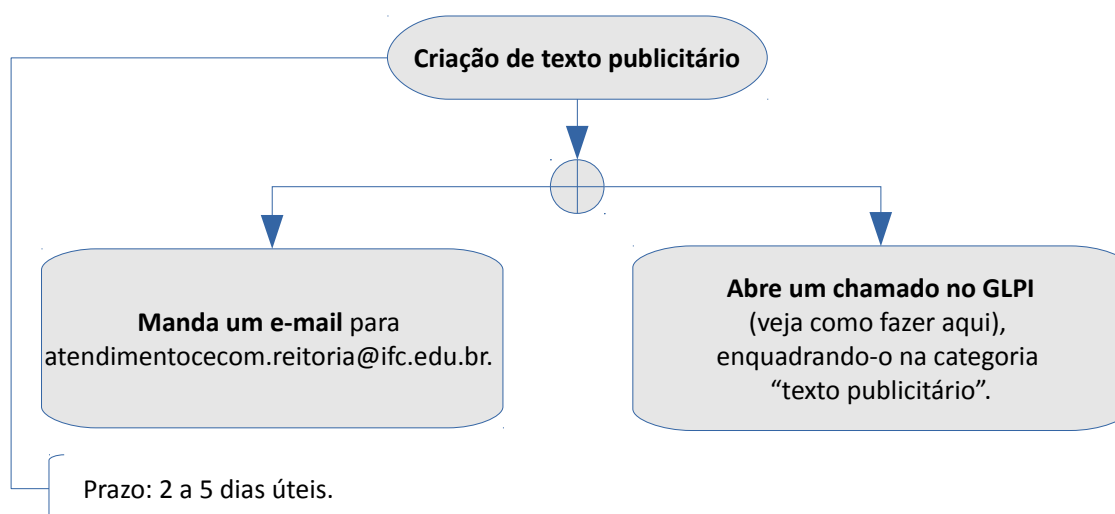 Criação de texto publicitário
Manda um e-mail para
atendimentocecom.reitoria@ifc.edu.br.
Abre um chamado no GLPI
(veja como fazer aqui),
enquadrando-o na categoria
“texto publicitário”.
Prazo: 2 a 5 dias úteis.